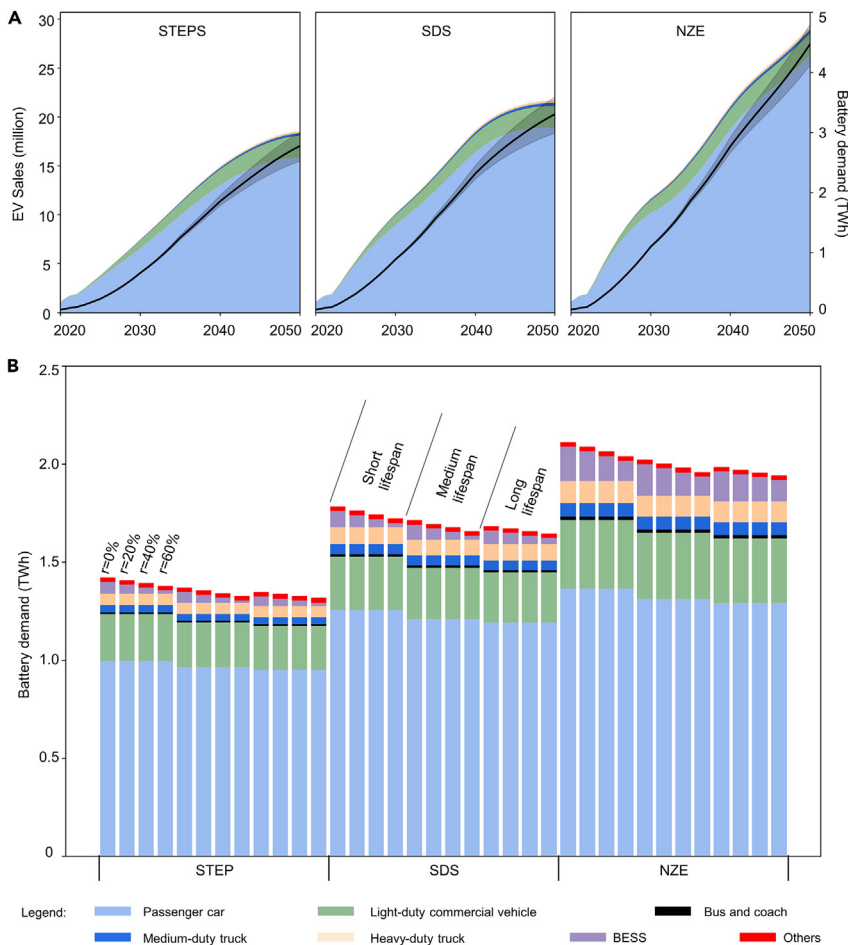 A
STEPS
SDS
NZE
EV Sales (million)
30
25
20
15
10
5
0
Battery demand (TWh)
5
4
3
2
1
0
2020 2030 2040 2050
2020 2030 2040 2050
2020 2030 2040 2050
B
Battery demand (TWh)
2.5
2.0
1.5
1.0
0.5
0
r=0%
r=20%
r=40%
r=60%
Short
lifespan
Medium
lifespan
Long
lifespan
STEP
SDS
NZE
Legend:
Passenger car
Light-duty commercial vehicle
Bus and coach
Medium-duty truck
Heavy-duty truck
BESS
Others